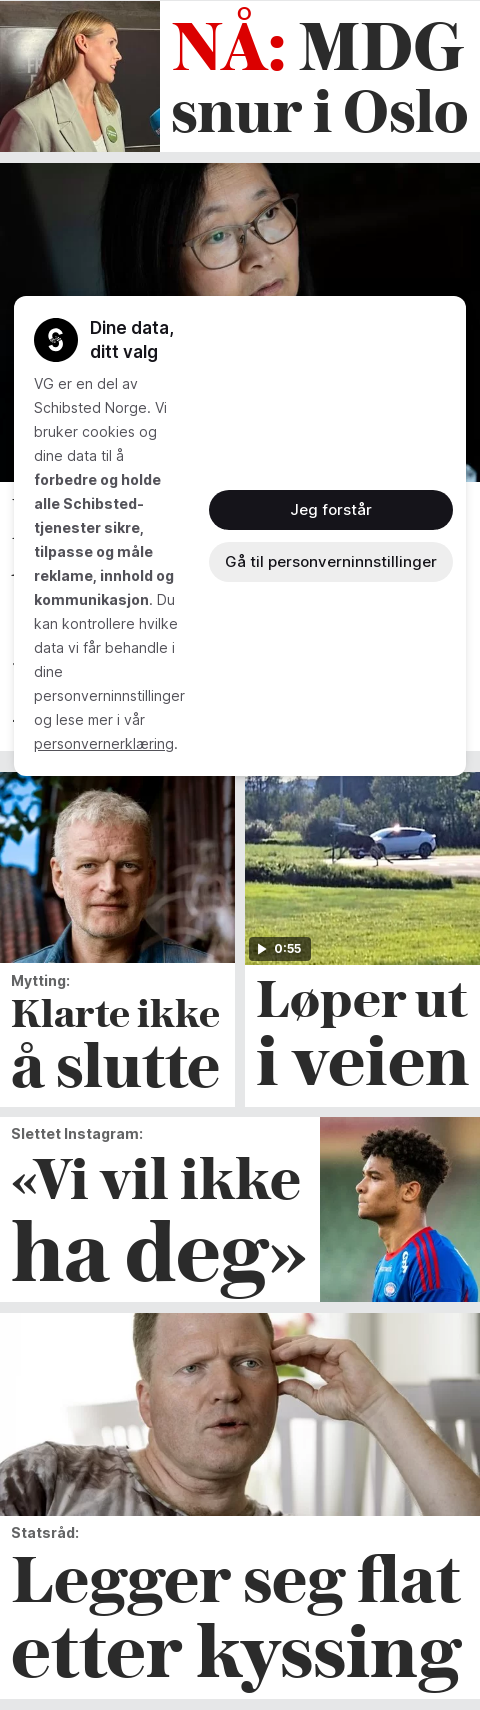 NÅ: MDG
snur i Oslo
Dine data,
ditt valg
VG er en del av
Schibsted Norge. Vi
bruker cookies og
dine data til å
forbedre og holde
alle Schibsted-
tjenester sikre,
tilpasse og måle
reklame, innhold og
kommunikasjon. Du
kan kontrollere hvilke
data vi får behandle i
dine
personverninnstillinger
og lese mer i vår
personvernerklæring.
Jeg forstår
Gå til personverninnstillinger
0:55
Mytting:
Klarte ikke
å slutte
Løper ut
i veien
Slettet Instagram:
«Vi vil ikke
ha deg»
Statsråd:
Legger seg flat
etter kyssing